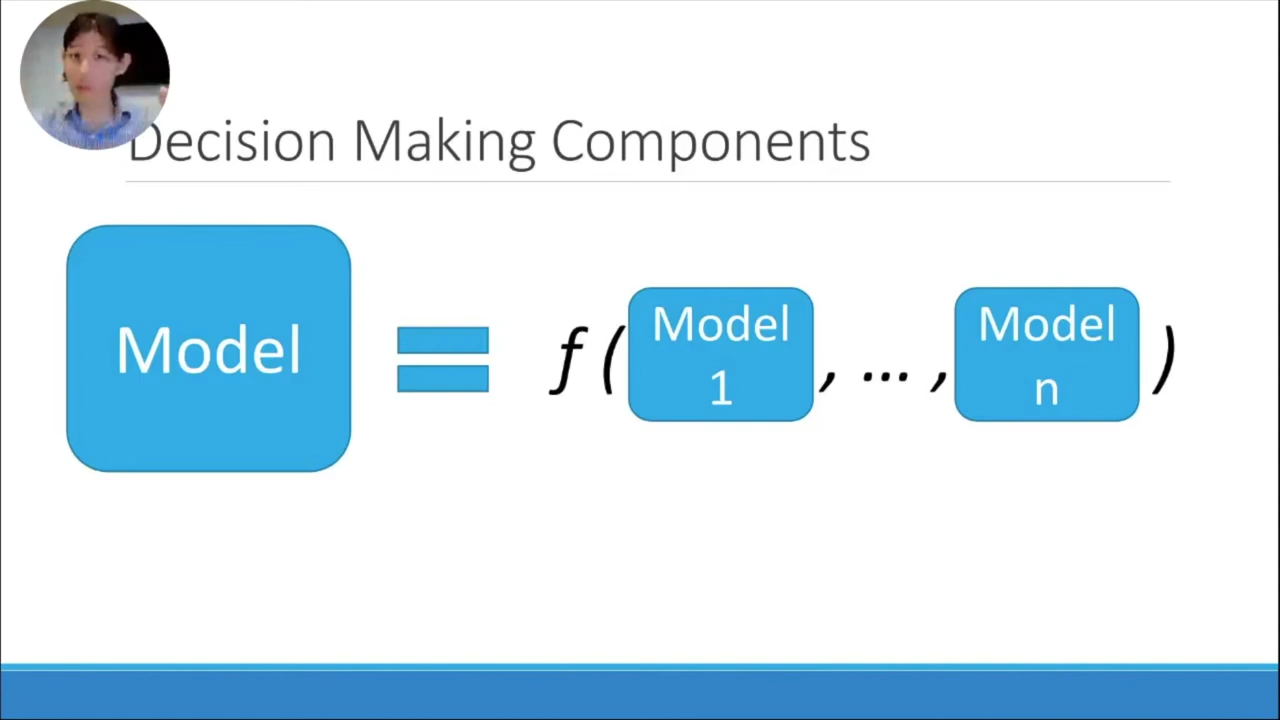 Decision Making Components
Model = f ( Model 1 , ... , Model n )